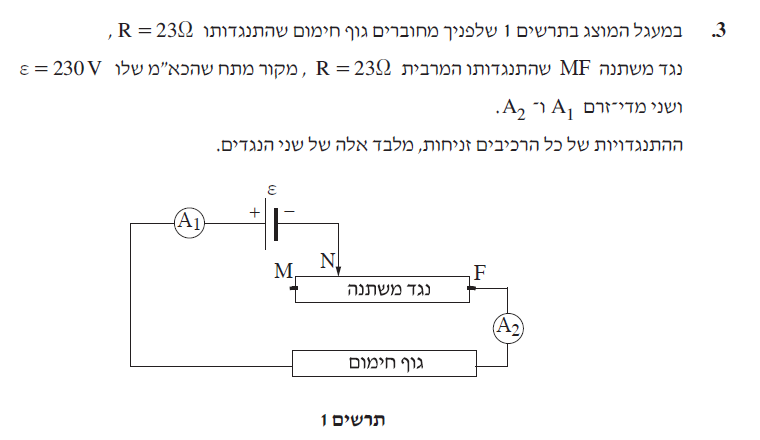 3. במעגל המוצג בתרשים 1 שלפניך מחוברים גוף חימום שהתנגדותו R = 23Ω ,
נגד משתנה MF שהתנגדותו המרבית R = 23Ω , מקור מתח שהכא"מ שלו ε = 230 V
ושני מדי־זרם A₁ ו־ A₂.
ההתנגדויות של כל הרכיבים זניחות, מלבד אלה של שני הנגדים.
ε
A₁ + −
M N F
נגד משתנה
A₂
גוף חימום
תרשים 1